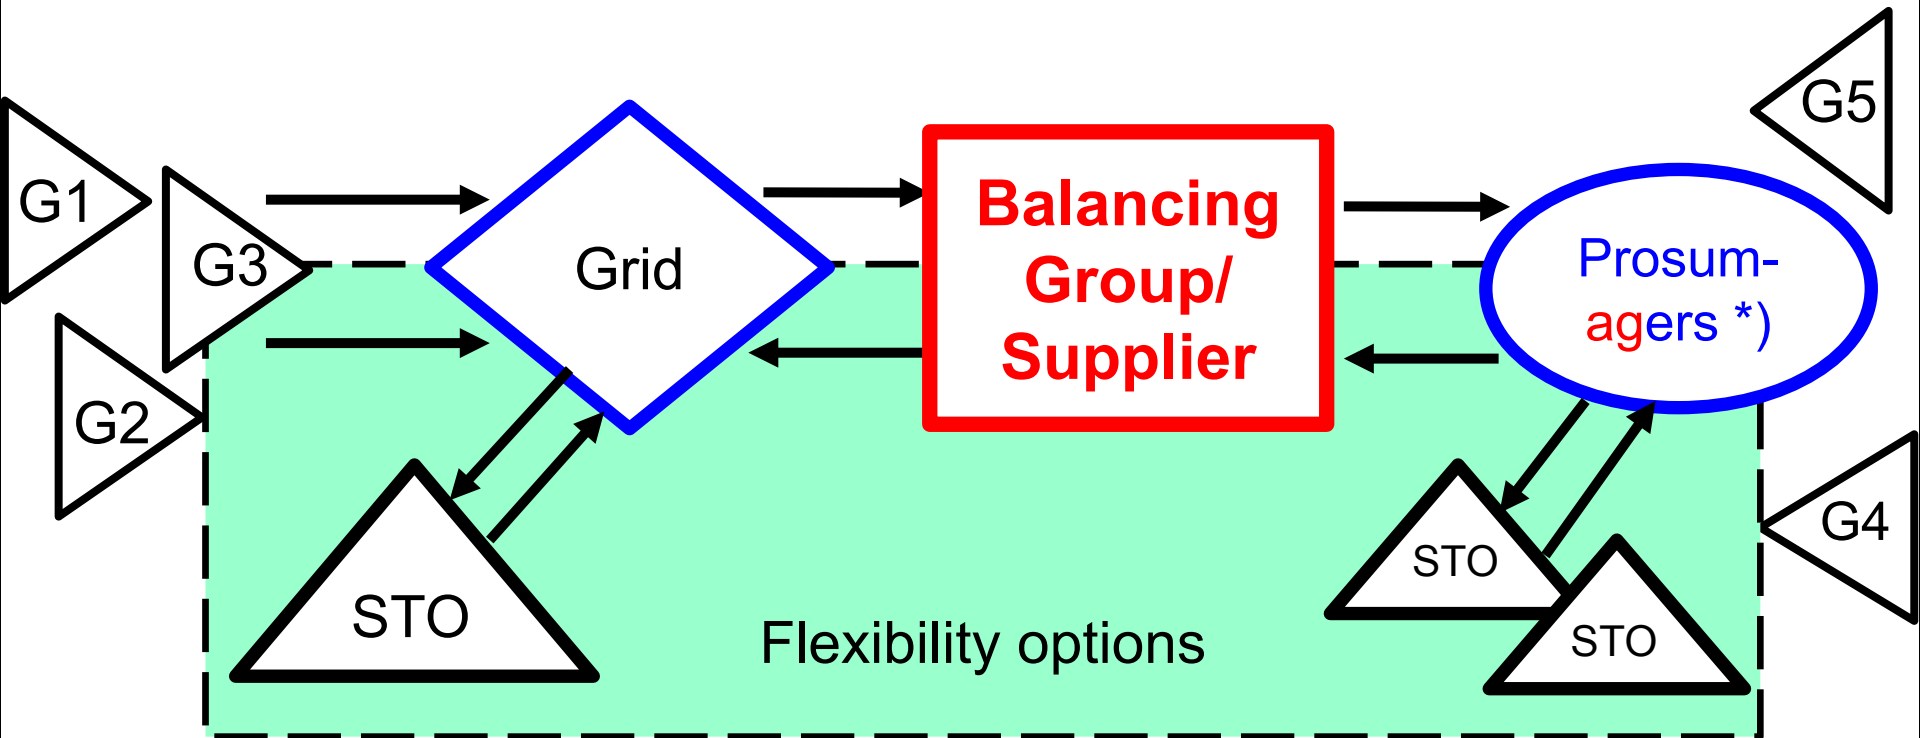 G1
G3
G2
Grid
Balancing
Group/
Supplier
Prosum-
agers *)
G5
G4
STO
Flexibility options
STO
STO